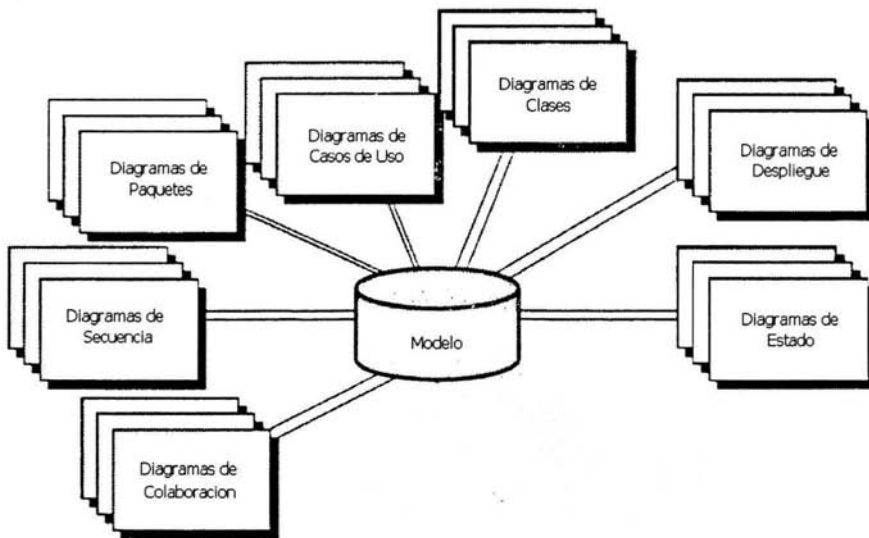 Diagramas de
Clases
Diagramas de
Casos de Uso
Diagramas de
Paquetes
Diagramas de
Despliegue
Diagramas de
Secuencia
Modelo
Diagramas de
Estado
Diagramas de
Colaboracion